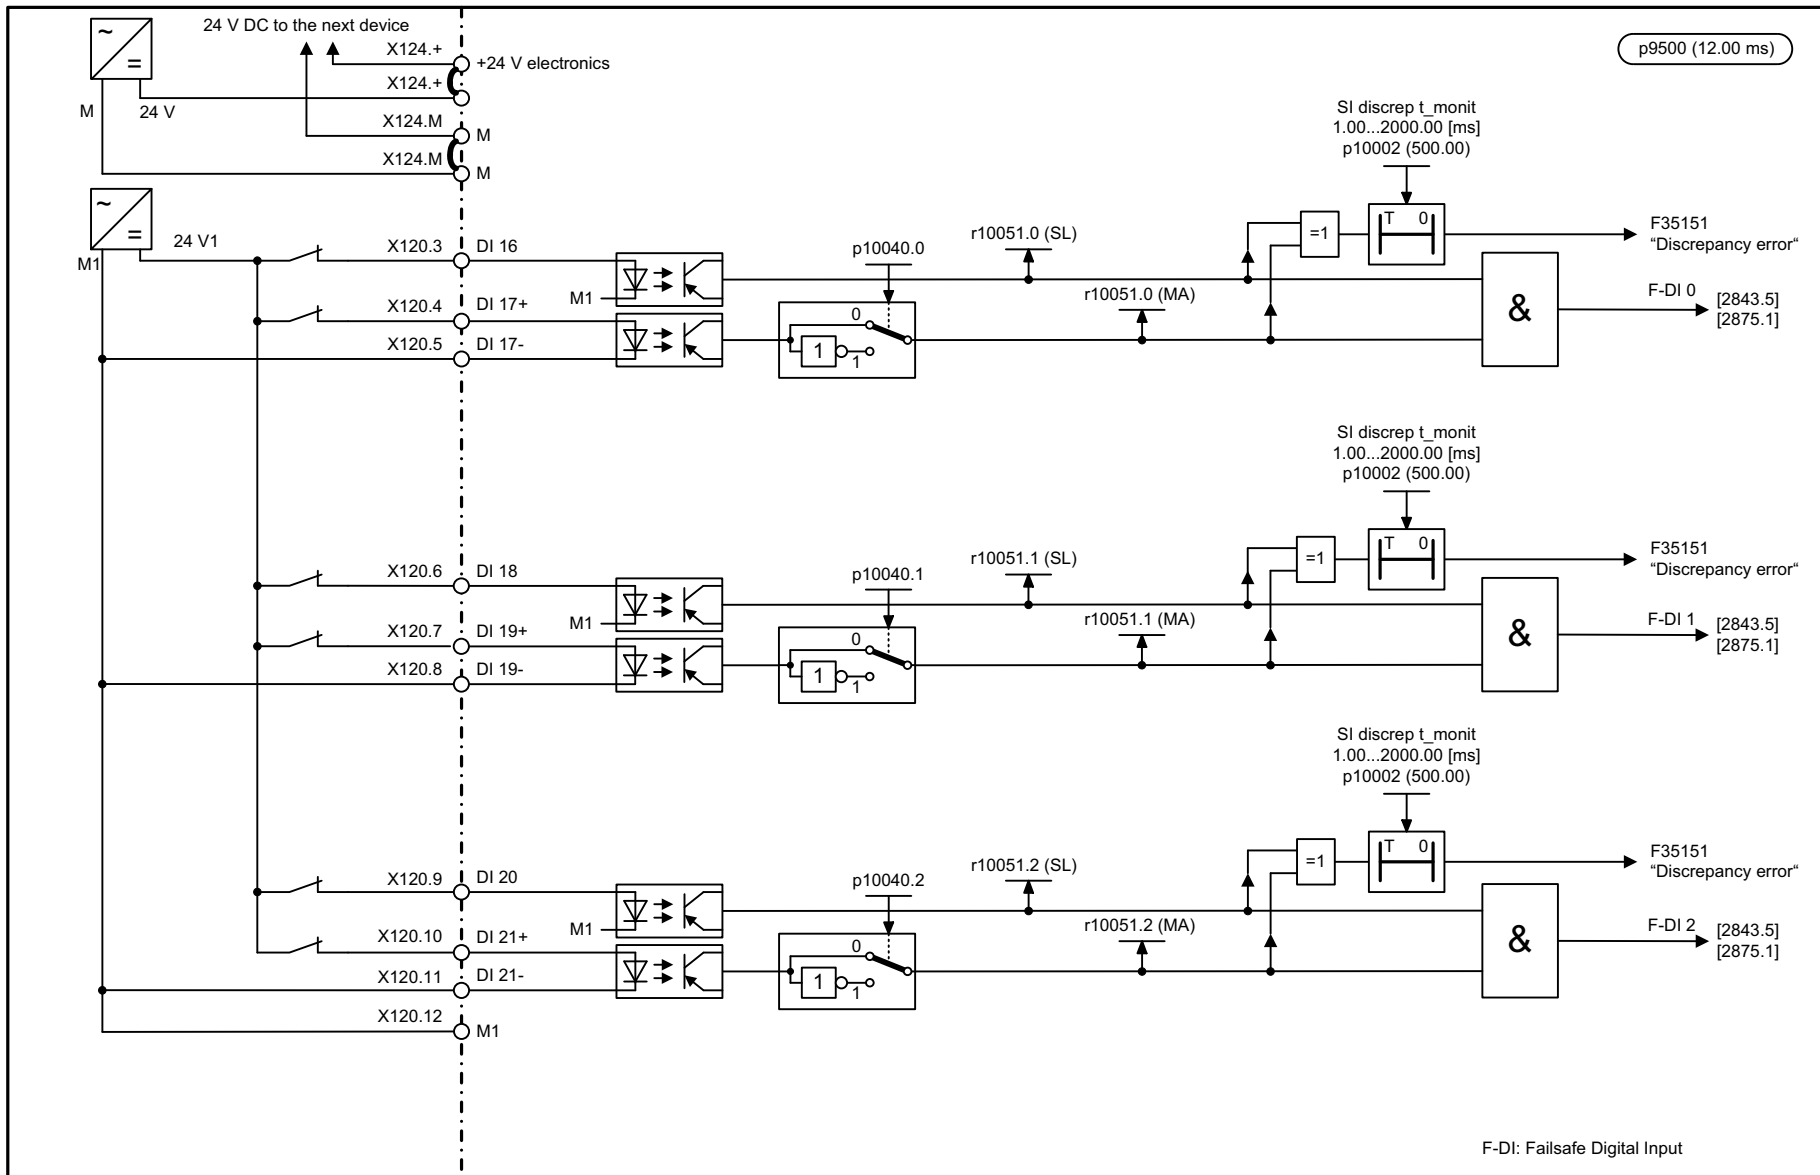 24 V DC to the next device
p9500 (12.00 ms)
~
=
X124.+
+24 V electronics
X124.+
M
24 V
X124.M
M
X124.M
M
SI discrep t_monit
1.00...2000.00 [ms]
p10002 (500.00)
~
=
24 V1
M1
X120.3
DI 16
M1
X120.4
DI 17+
X120.5
DI 17-
p10040.0
0
1
1
r10051.0 (SL)
r10051.0 (MA)
=1
T 0
F35151
"Discrepancy error"
&
F-DI 0
[2843.5]
[2875.1]
SI discrep t_monit
1.00...2000.00 [ms]
p10002 (500.00)
X120.6
DI 18
M1
X120.7
DI 19+
X120.8
DI 19-
p10040.1
0
1
1
r10051.1 (SL)
r10051.1 (MA)
=1
T 0
F35151
"Discrepancy error"
&
F-DI 1
[2843.5]
[2875.1]
SI discrep t_monit
1.00...2000.00 [ms]
p10002 (500.00)
X120.9
DI 20
M1
X120.10
DI 21+
X120.11
DI 21-
X120.12
M1
p10040.2
0
1
1
r10051.2 (SL)
r10051.2 (MA)
=1
T 0
F35151
"Discrepancy error"
&
F-DI 2
[2843.5]
[2875.1]
F-DI: Failsafe Digital Input